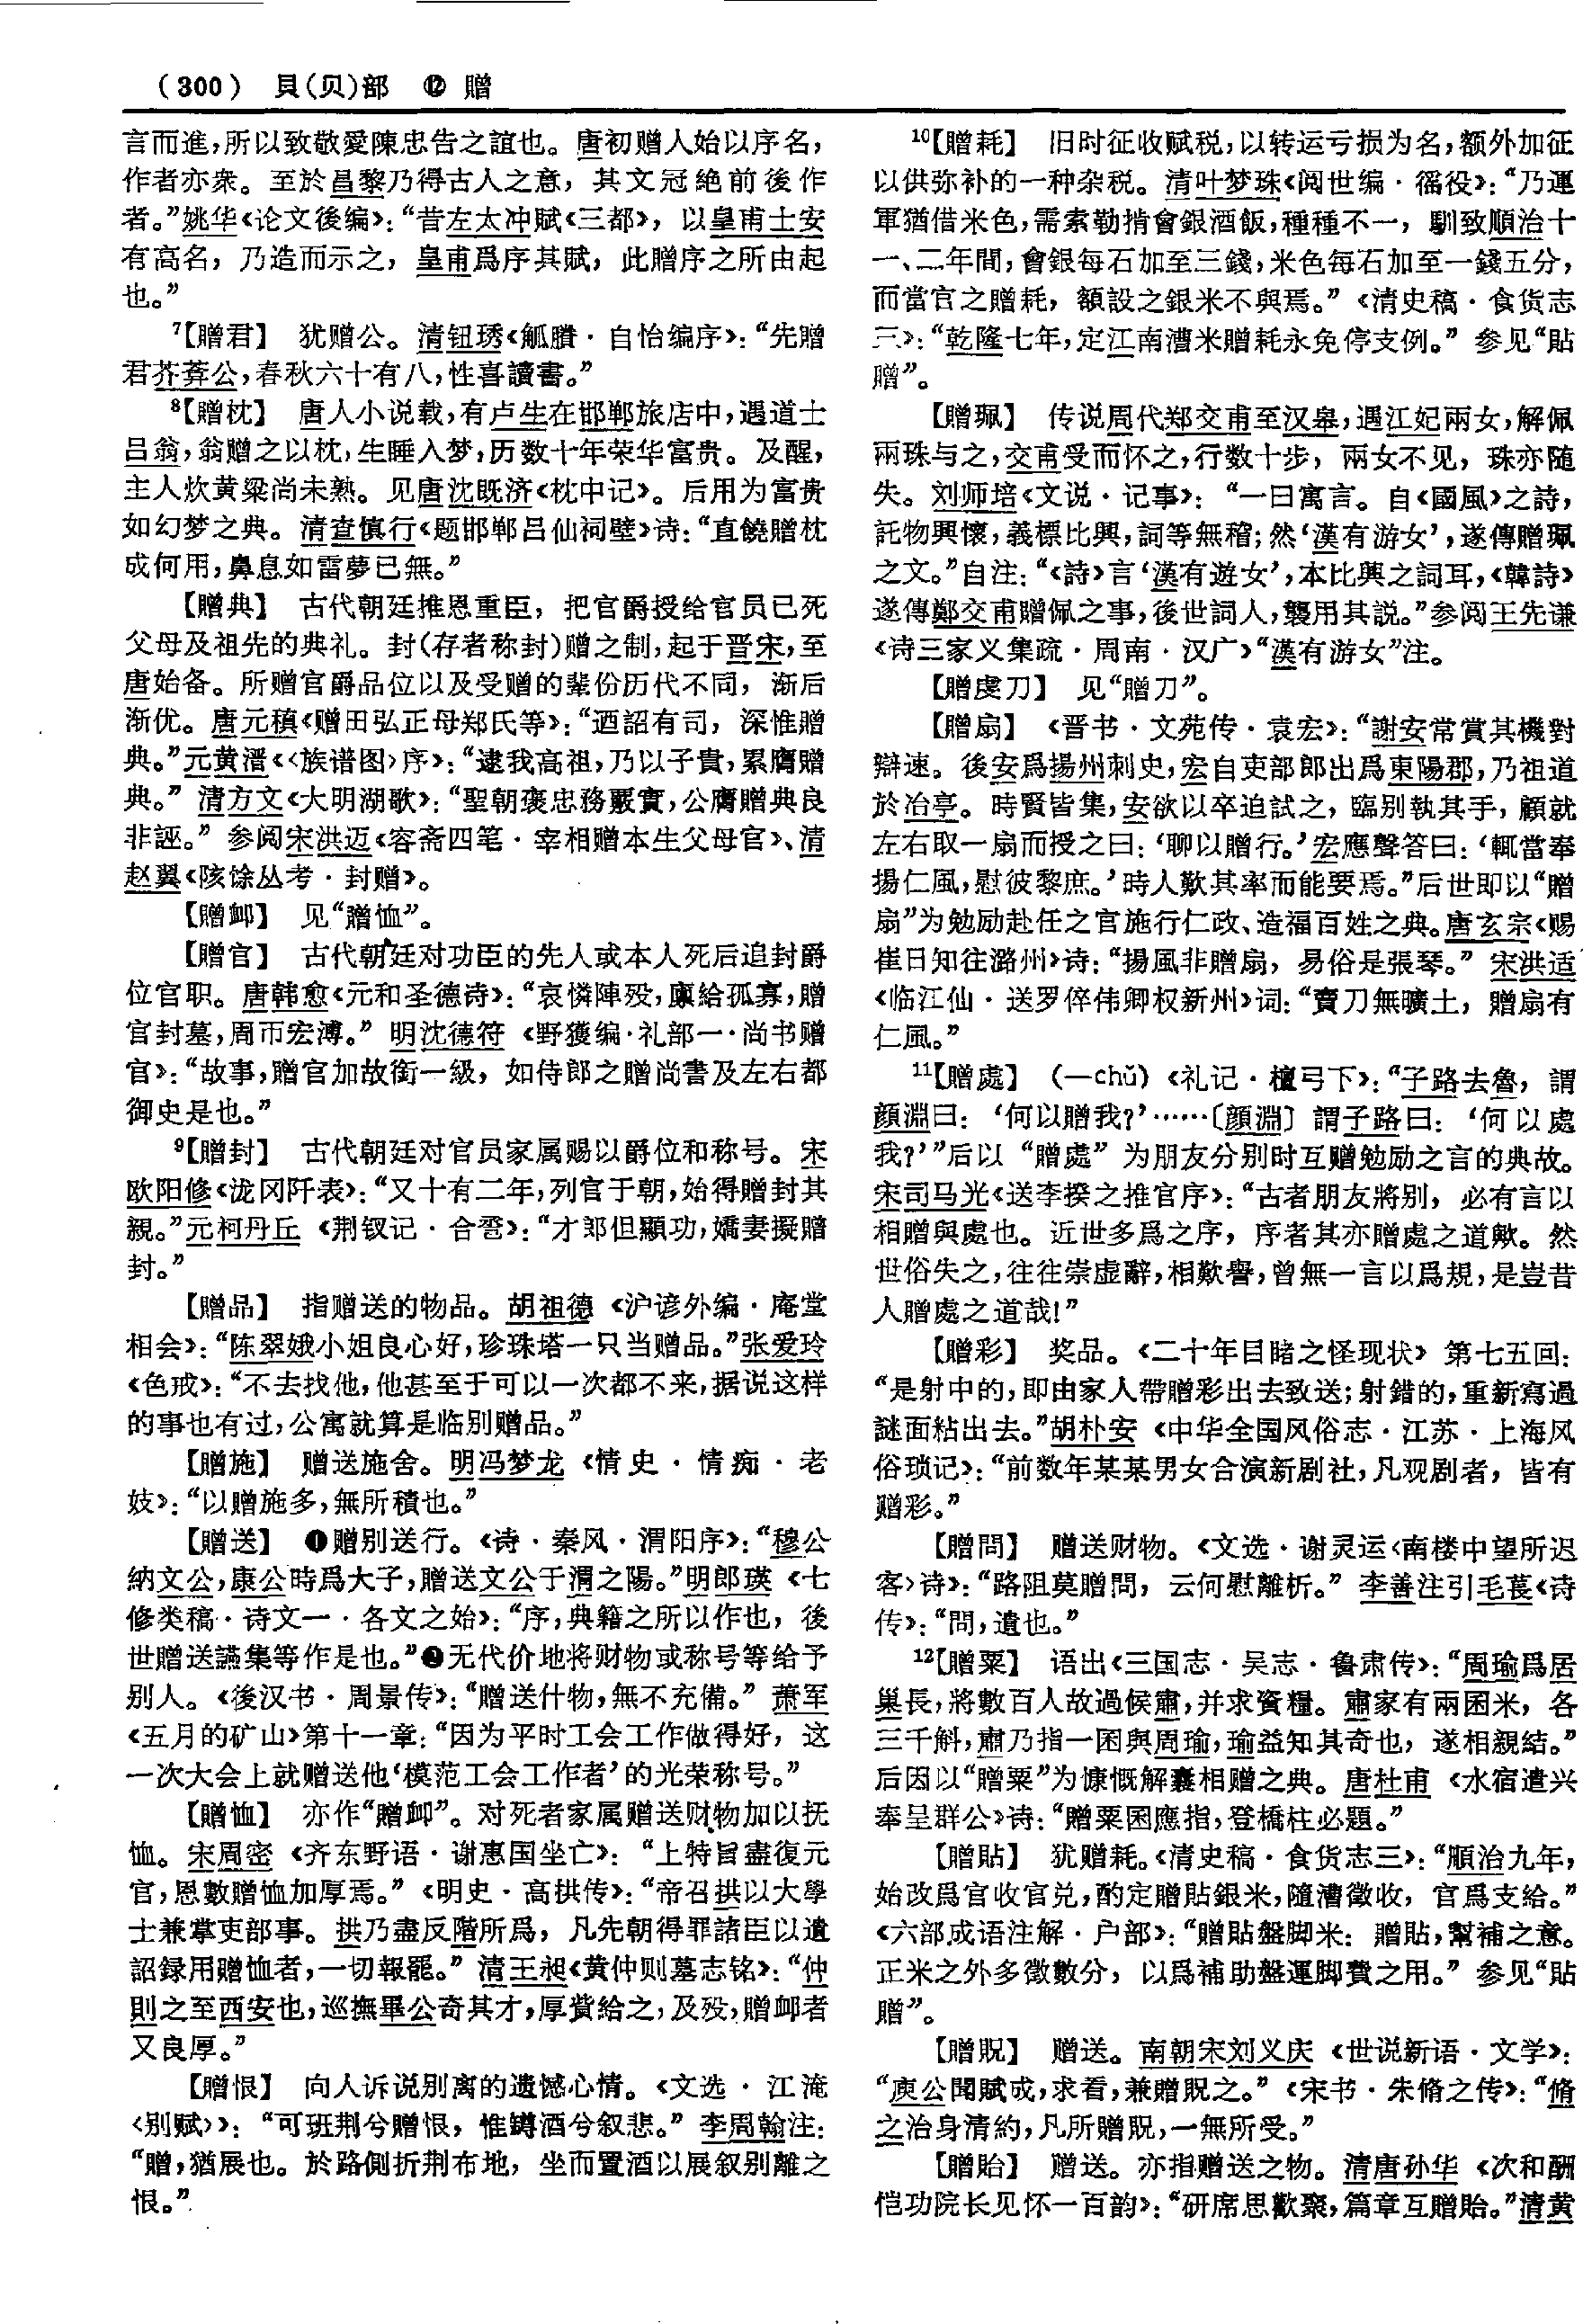 （300） 貝（贝）部 ⑫ 贈
言而進，所以致敬愛陳忠告之誼也。唐初贈人始以序名，
作者亦衆。至於昌黎乃得古人之意，其文冠絶前後作
者。”姚华《论文後编》：“昔左太冲賦《三都》，以皇甫士安
有高名，乃造而示之，皇甫爲序其賦，此贈序之所由起
也。”
7【贈君】 犹赠公。清钮琇《觚賸·自怡编序》：“先贈
君芥葊公，春秋六十有八，性喜讀書。”
8【贈枕】 唐人小说载，有卢生在邯郸旅店中，遇道士
吕翁，翁赠之以枕，生睡入梦，历数十年荣华富贵。及醒，
主人炊黄粱尚未熟。见唐沈既济《枕中记》。后用为富贵
如幻梦之典。清查慎行《题邯郸吕仙祠壁》诗：“直饒贈枕
成何用，鼻息如雷夢已無。”
【贈典】 古代朝廷推恩重臣，把官爵授给官员已死
父母及祖先的典礼。封（存者称封）赠之制，起于晋宋，至
唐始备。所赠官爵品位以及受赠的辈份历代不同，渐后
渐优。唐元稹《赠田弘正母郑氏等》：“迺詔有司，深惟贈
典。”元黄溍《〈族谱图〉序》：“逮我高祖，乃以子貴，累膺贈
典。”清方文《大明湖歌》：“聖朝褒忠務覈實，公膺贈典良
非誣。”参阅宋洪迈《容斋四笔·宰相赠本生父母官》、清
赵翼《陔馀丛考·封赠》。
【贈卹】 见“贈恤”。
【贈官】 古代朝廷对功臣的先人或本人死后追封爵
位官职。唐韩愈《元和圣德诗》：“哀憐陣殁，廩給孤寡，贈
官封墓，周帀宏溥。”明沈德符《野獲编·礼部一·尚书赠
官》：“故事，贈官加故銜一級，如侍郎之贈尚書及左右都
御史是也。”
9【贈封】 古代朝廷对官员家属赐以爵位和称号。宋
欧阳修《泷冈阡表》：“又十有二年，列官于朝，始得贈封其
親。”元柯丹丘《荆钗记·合卺》：“才郎但顯功，嬌妻擬贈
封。”
【贈品】 指赠送的物品。胡祖德《沪谚外编·庵堂
相会》：“陈翠娥小姐良心好，珍珠塔一只当赠品。”张爱玲
《色戒》：“不去找他，他甚至于可以一次都不来，据说这样
的事也有过，公寓就算是临别赠品。”
【贈施】 赠送施舍。明冯梦龙《情史·情痴·老
妓》：“以贈施多，無所積也。”
【贈送】 ❶赠别送行。《诗·秦风·渭阳序》：“穆公
納文公，康公時爲大子，贈送文公于渭之陽。”明郎瑛《七
修类稿·诗文一·各文之始》：“序，典籍之所以作也，後
世贈送讌集等作是也。”❷无代价地将财物或称号等给予
别人。《後汉书·周景传》：“贈送什物，無不充備。”萧军
《五月的矿山》第十一章：“因为平时工会工作做得好，这
一次大会上就赠送他‘模范工会工作者’的光荣称号。”
【贈恤】 亦作“贈卹”。对死者家属赠送财物加以抚
恤。宋周密《齐东野语·谢惠国坐亡》：“上特旨盡復元
官，恩數贈恤加厚焉。”《明史·高拱传》：“帝召拱以大學
士兼掌吏部事。拱乃盡反階所爲，凡先朝得罪諸臣以遺
詔録用贈恤者，一切報罷。”清王昶《黄仲则墓志铭》：“仲
則之至西安也，巡撫畢公奇其才，厚貲給之，及殁，贈卹者
又良厚。”
【贈恨】 向人诉说别离的遗憾心情。《文选·江淹
〈别赋〉》：“可班荆兮贈恨，惟罇酒兮叙悲。”李周翰注：
“贈，猶展也。於路側折荆布地，坐而置酒以展叙别離之
恨。”
10【贈耗】 旧时征收赋税，以转运亏损为名，额外加征
以供弥补的一种杂税。清叶梦珠《阅世编·徭役》：“乃運
軍猶借米色，需索勒掯會銀酒飯，種種不一，馴致順治十
一、二年間，會銀每石加至三錢，米色每石加至一錢五分，
而當官之贈耗，額設之銀米不與焉。”《清史稿·食货志
三》：“乾隆七年，定江南漕米贈耗永免停支例。”参见“貼
贈”。
【贈珮】 传说周代郑交甫至汉皋，遇江妃兩女，解佩
兩珠与之，交甫受而怀之，行数十步，兩女不见，珠亦随
失。刘师培《文说·记事》：“一曰寓言。自《國風》之詩，
託物興懷，義標比興，詞等無稽；然‘漢有游女’，遂傳贈珮
之文。”自注：“《詩》言‘漢有遊女’，本比興之詞耳，《韓詩》
遂傳鄭交甫贈佩之事，後世詞人，襲用其説。”参阅王先谦
《诗三家义集疏·周南·汉广》“漢有游女”注。
【贈虔刀】 见“贈刀”。
【贈扇】 《晋书·文苑传·袁宏》：“謝安常賞其機對
辯速。後安爲揚州刺史，宏自吏部郎出爲東陽郡，乃祖道
於冶亭。時賢皆集，安欲以卒迫試之，臨别執其手，顧就
左右取一扇而授之曰：‘聊以贈行。’宏應聲答曰：‘輒當奉
揚仁風，慰彼黎庶。’時人歎其率而能要焉。”后世即以“贈
扇”为勉励赴任之官施行仁政、造福百姓之典。唐玄宗《赐
崔日知往潞州》诗：“揚風非贈扇，易俗是張琴。”宋洪适
《临江仙·送罗倅伟卿权新州》词：“賣刀無曠土，贈扇有
仁風。”
11【贈處】 （—chǔ）《礼记·檀弓下》：“子路去魯，謂
顔淵曰：‘何以贈我？’……〔顔淵〕謂子路曰：‘何以處
我？’”后以“贈處”为朋友分别时互赠勉励之言的典故。
宋司马光《送李揆之推官序》：“古者朋友將别，必有言以
相贈與處也。近世多爲之序，序者其亦贈處之道歟。然
世俗失之，往往崇虚辭，相歎譽，曾無一言以爲規，是豈昔
人贈處之道哉！”
【贈彩】 奖品。《二十年目睹之怪现状》第七五回：
“是射中的，即由家人帶贈彩出去致送；射錯的，重新寫過
謎面粘出去。”胡朴安《中华全国风俗志·江苏·上海风
俗琐记》：“前数年某某男女合演新剧社，凡观剧者，皆有
赠彩。”
【贈問】 赠送财物。《文选·谢灵运〈南楼中望所迟
客〉诗》：“路阻莫贈問，云何慰離析。”李善注引毛萇《诗
传》：“問，遺也。”
12【贈粟】 语出《三国志·吴志·鲁肃传》：“周瑜爲居
巢長，將數百人故過候肅，并求資糧。肅家有兩囷米，各
三千斛，肅乃指一囷與周瑜，瑜益知其奇也，遂相親結。”
后因以“贈粟”为慷慨解囊相赠之典。唐杜甫《水宿遣兴
奉呈群公》诗：“贈粟囷應指，登橋柱必題。”
【贈貼】 犹赠耗。《清史稿·食货志三》：“順治九年，
始改爲官收官兑，酌定贈貼銀米，隨漕徵收，官爲支給。”
《六部成语注解·户部》：“贈貼盤脚米：贈貼，幫補之意。
正米之外多徵數分，以爲補助盤運脚費之用。”参见“貼
贈”。
【贈貺】 赠送。南朝宋刘义庆《世说新语·文学》：
“庾公聞賦成，求看，兼贈貺之。”《宋书·朱脩之传》：“脩
之治身清約，凡所贈貺，一無所受。”
【贈貽】 赠送。亦指赠送之物。清唐孙华《次和酬
恺功院长见怀一百韵》：“研席思歡聚，篇章互贈貽。”清黄